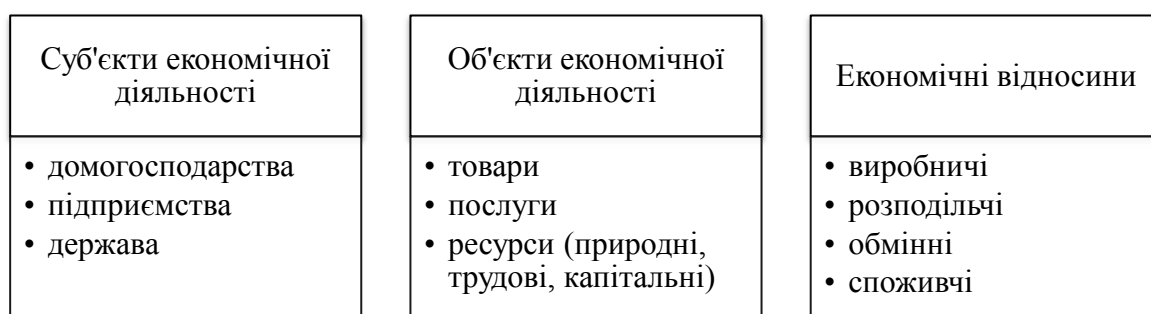 Суб'єкти економічної
діяльності
• домогосподарства
• підприємства
• держава
Об'єкти економічної
діяльності
• товари
• послуги
• ресурси (природні,
трудові, капітальні)
Економічні відносини
• виробничі
• розподільчі
• обмінні
• споживчі